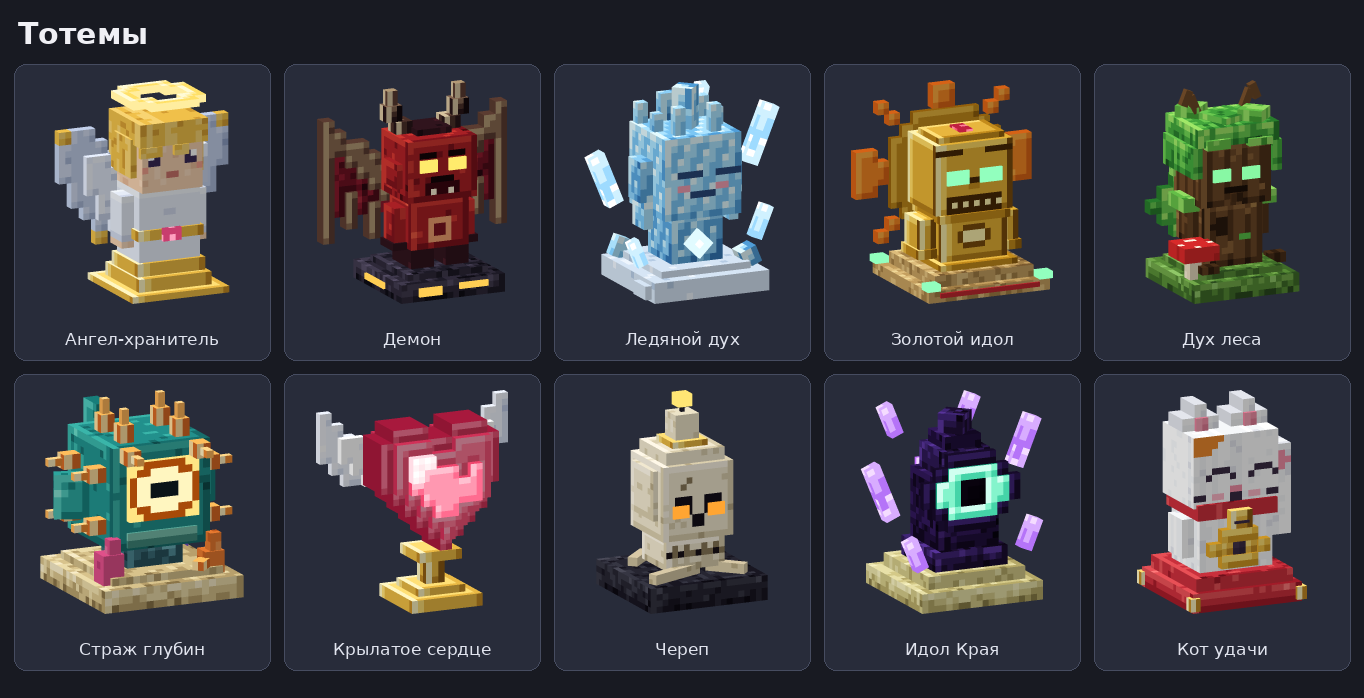 Тотемы
Ангел-хранитель
Демон
Ледяной дух
Золотой идол
Дух леса
Страж глубин
Крылатое сердце
Череп
Идол Края
Кот удачи